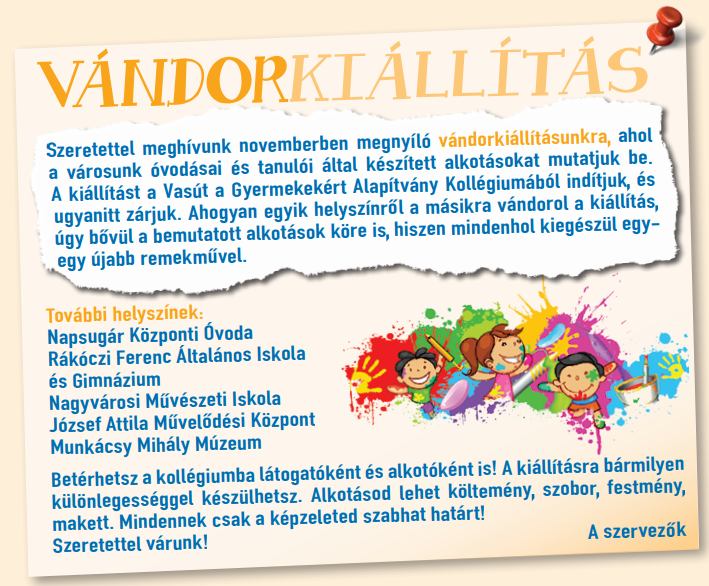 VÁNDORKIÁLLÍTÁS
Szeretettel meghívunk novemberben megnyíló vándorkiállításunkra, ahol
a városunk óvodásai és tanulói által készített alkotásokat mutatjuk be.
A kiállítást a Vasút a Gyermekekért Alapítvány Kollégiumából indítjuk, és
ugyanitt zárjuk. Ahogyan egyik helyszínről a másikra vándorol a kiállítás,
úgy bővül a bemutatott alkotások köre is, hiszen mindenhol kiegészül egy-
egy újabb remekművel.
További helyszínek:
Napsugár Központi Óvoda
Rákóczi Ferenc Általános Iskola
és Gimnázium
Nagyvárosi Művészeti Iskola
József Attila Művelődési Központ
Munkácsy Mihály Múzeum
Betérhetsz a kollégiumba látogatóként és alkotóként is! A kiállításra bármilyen
különlegességgel készülhetsz. Alkotásod lehet költemény, szobor, festmény,
makett. Mindennek csak a képzeleted szabhat határt!
Szeretettel várunk!
A szervezők